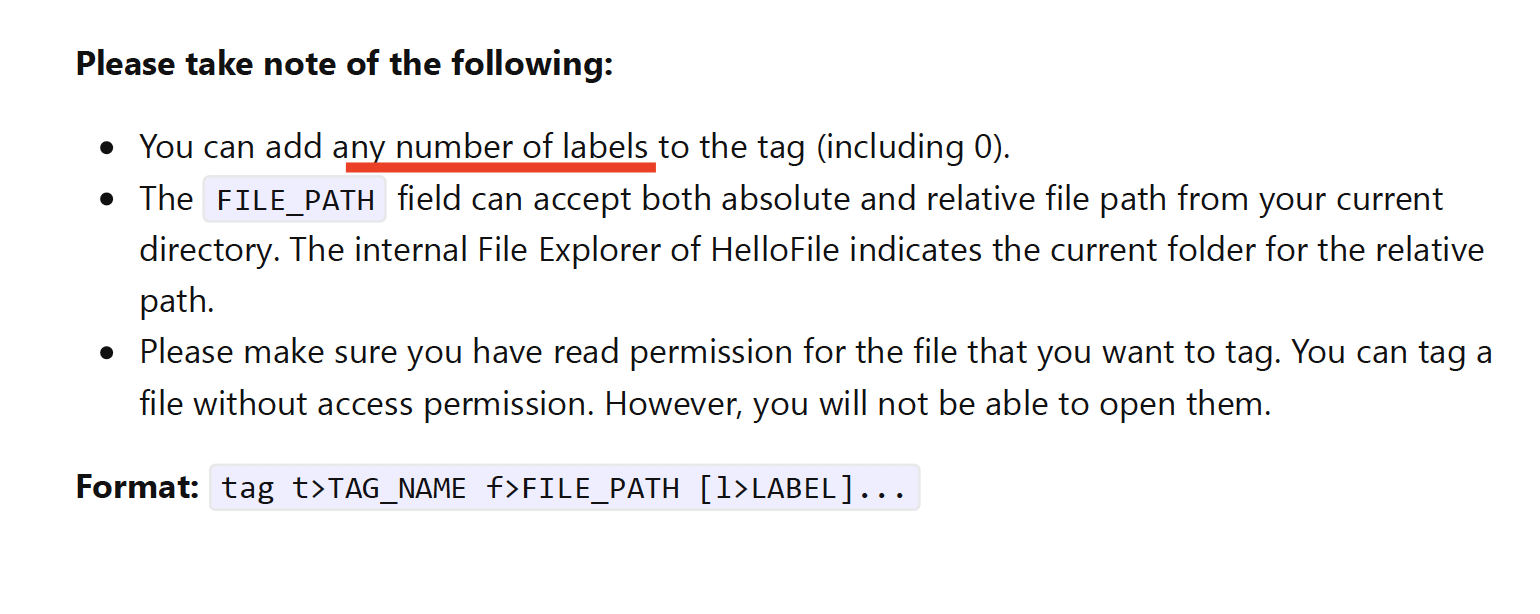 Please take note of the following:
• You can add any number of labels to the tag (including 0).
• The FILE_PATH field can accept both absolute and relative file path from your current
directory. The internal File Explorer of HelloFile indicates the current folder for the relative
path.
• Please make sure you have read permission for the file that you want to tag. You can tag a
file without access permission. However, you will not be able to open them.
Format: tag t>TAG_NAME f>FILE_PATH [l>LABEL]...